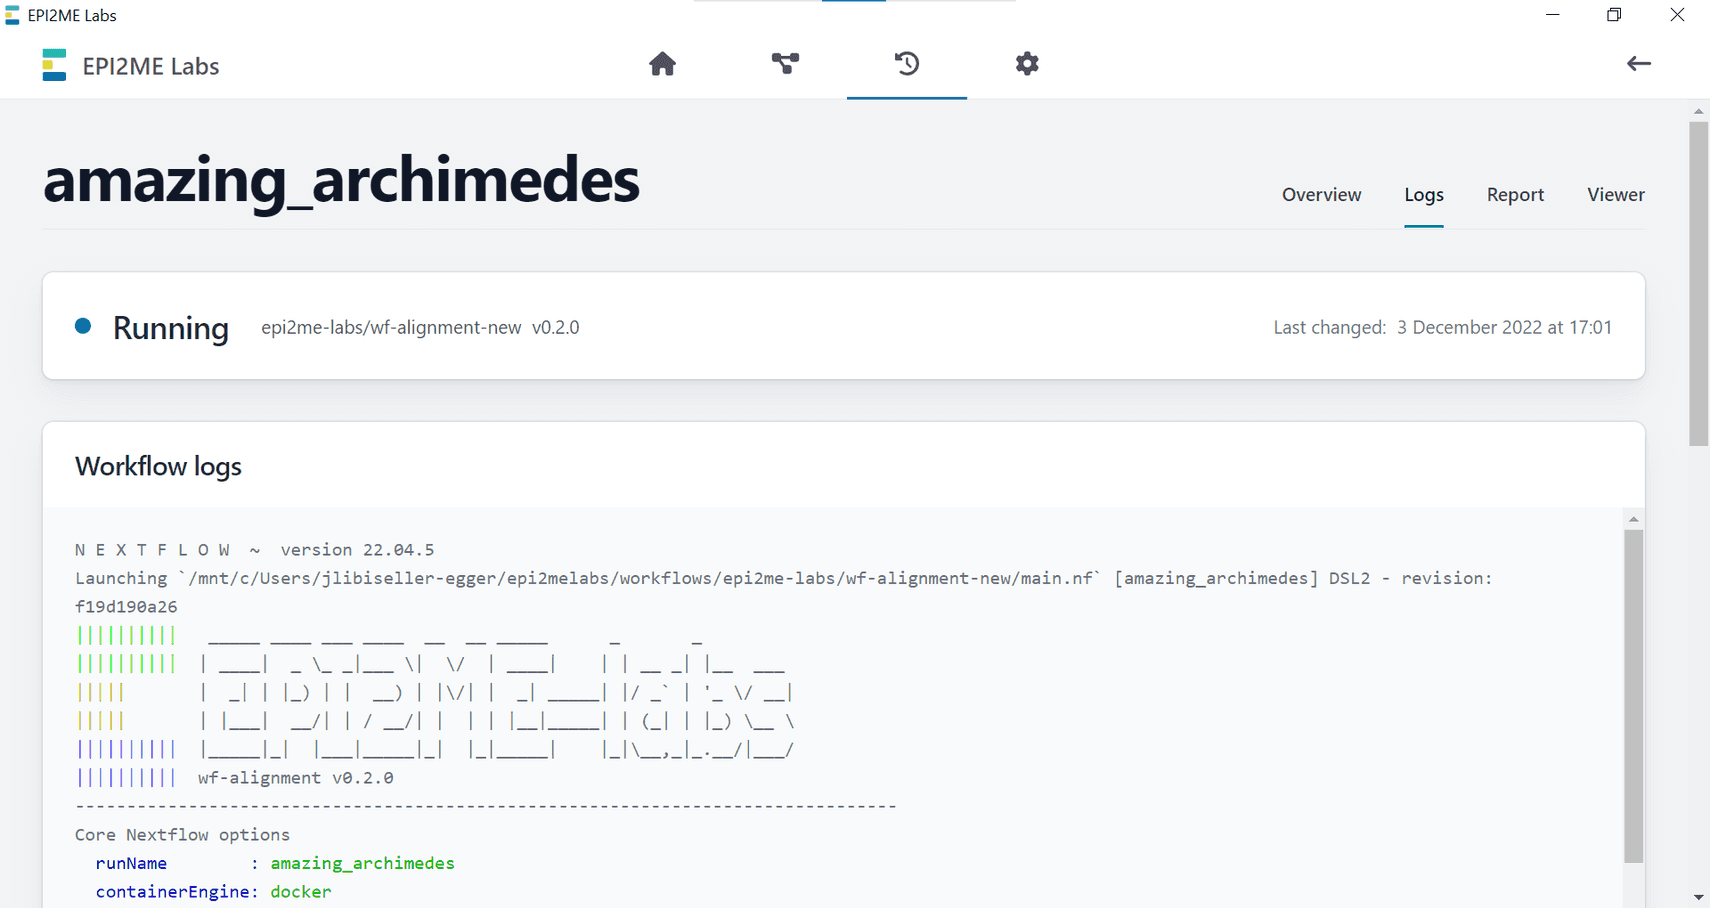 EPI2ME Labs
EPI2ME Labs
amazing_archimedes
Overview Logs Report Viewer
Running epi2me-labs/wf-alignment-new v0.2.0 Last changed: 3 December 2022 at 17:01
Workflow logs
N E X T F L O W ~ version 22.04.5
Launching `/mnt/c/Users/jlibiseller-egger/epi2melabs/workflows/epi2me-labs/wf-alignment-new/main.nf` [amazing_archimedes] DSL2 - revision:
f19d190a26
EPI2ME-labs
wf-alignment v0.2.0
--------------------------------------------------------------------------------
Core Nextflow options
runName : amazing_archimedes
containerEngine: docker